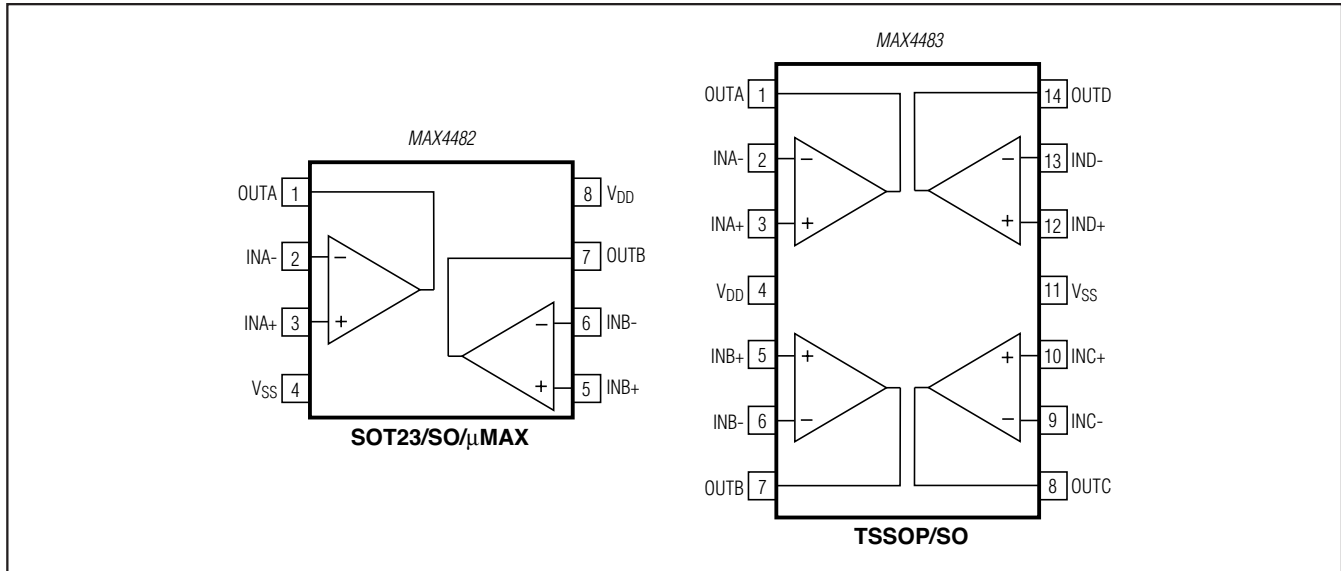 MAX4482
OUTA 1
8 VDD
INA- 2
−
7 OUTB
INA+ 3
+
−
6 INB-
VSS 4
+
5 INB+
SOT23/SO/μMAX
MAX4483
OUTA 1
14 OUTD
INA- 2
−
−
13 IND-
INA+ 3
+
+
12 IND+
VDD 4
11 VSS
INB+ 5
+
+
10 INC+
INB- 6
−
−
9 INC-
OUTB 7
8 OUTC
TSSOP/SO